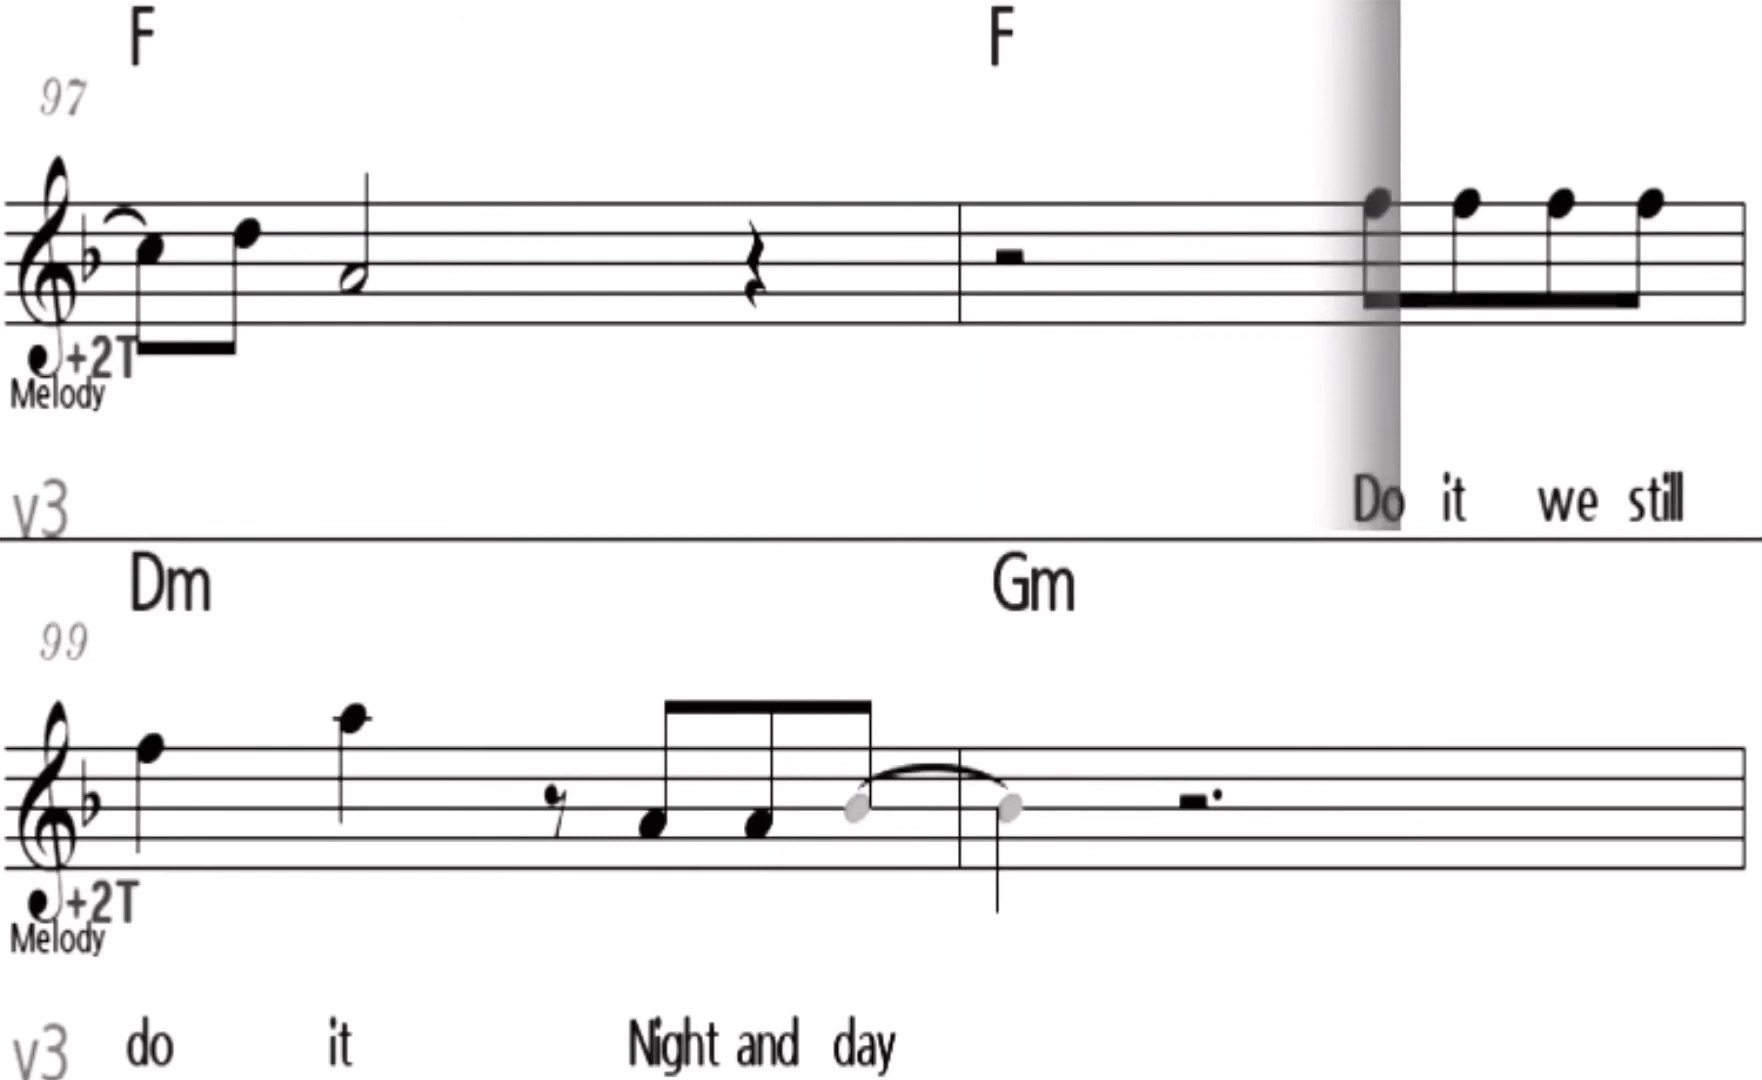 F F
97
+2T
Melody
v3 Do it we still
Dm Gm
99
+2T
Melody
v3 do it Night and day